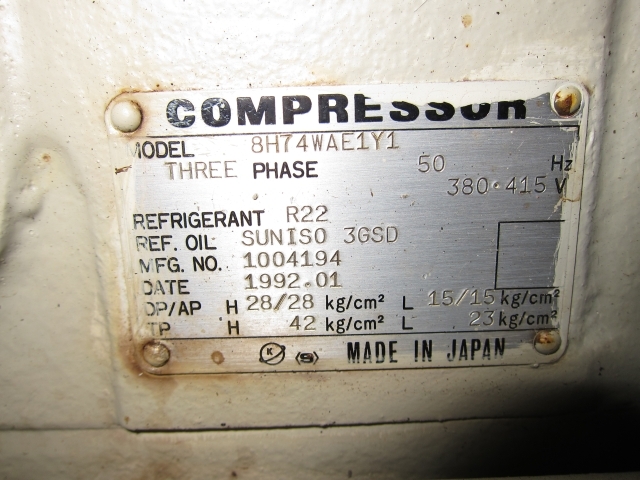 COMPRESSOR
MODEL 8H74WAE1Y1
THREE PHASE 50 Hz
380·415 V
REFRIGERANT R22
REF. OIL SUNISO 3GSD
MFG. NO. 1004194
DATE 1992.01
DP/AP H 28/28 kg/cm² L 15/15 kg/cm²
TP H 42 kg/cm² L 23 kg/cm²
K (S) MADE IN JAPAN